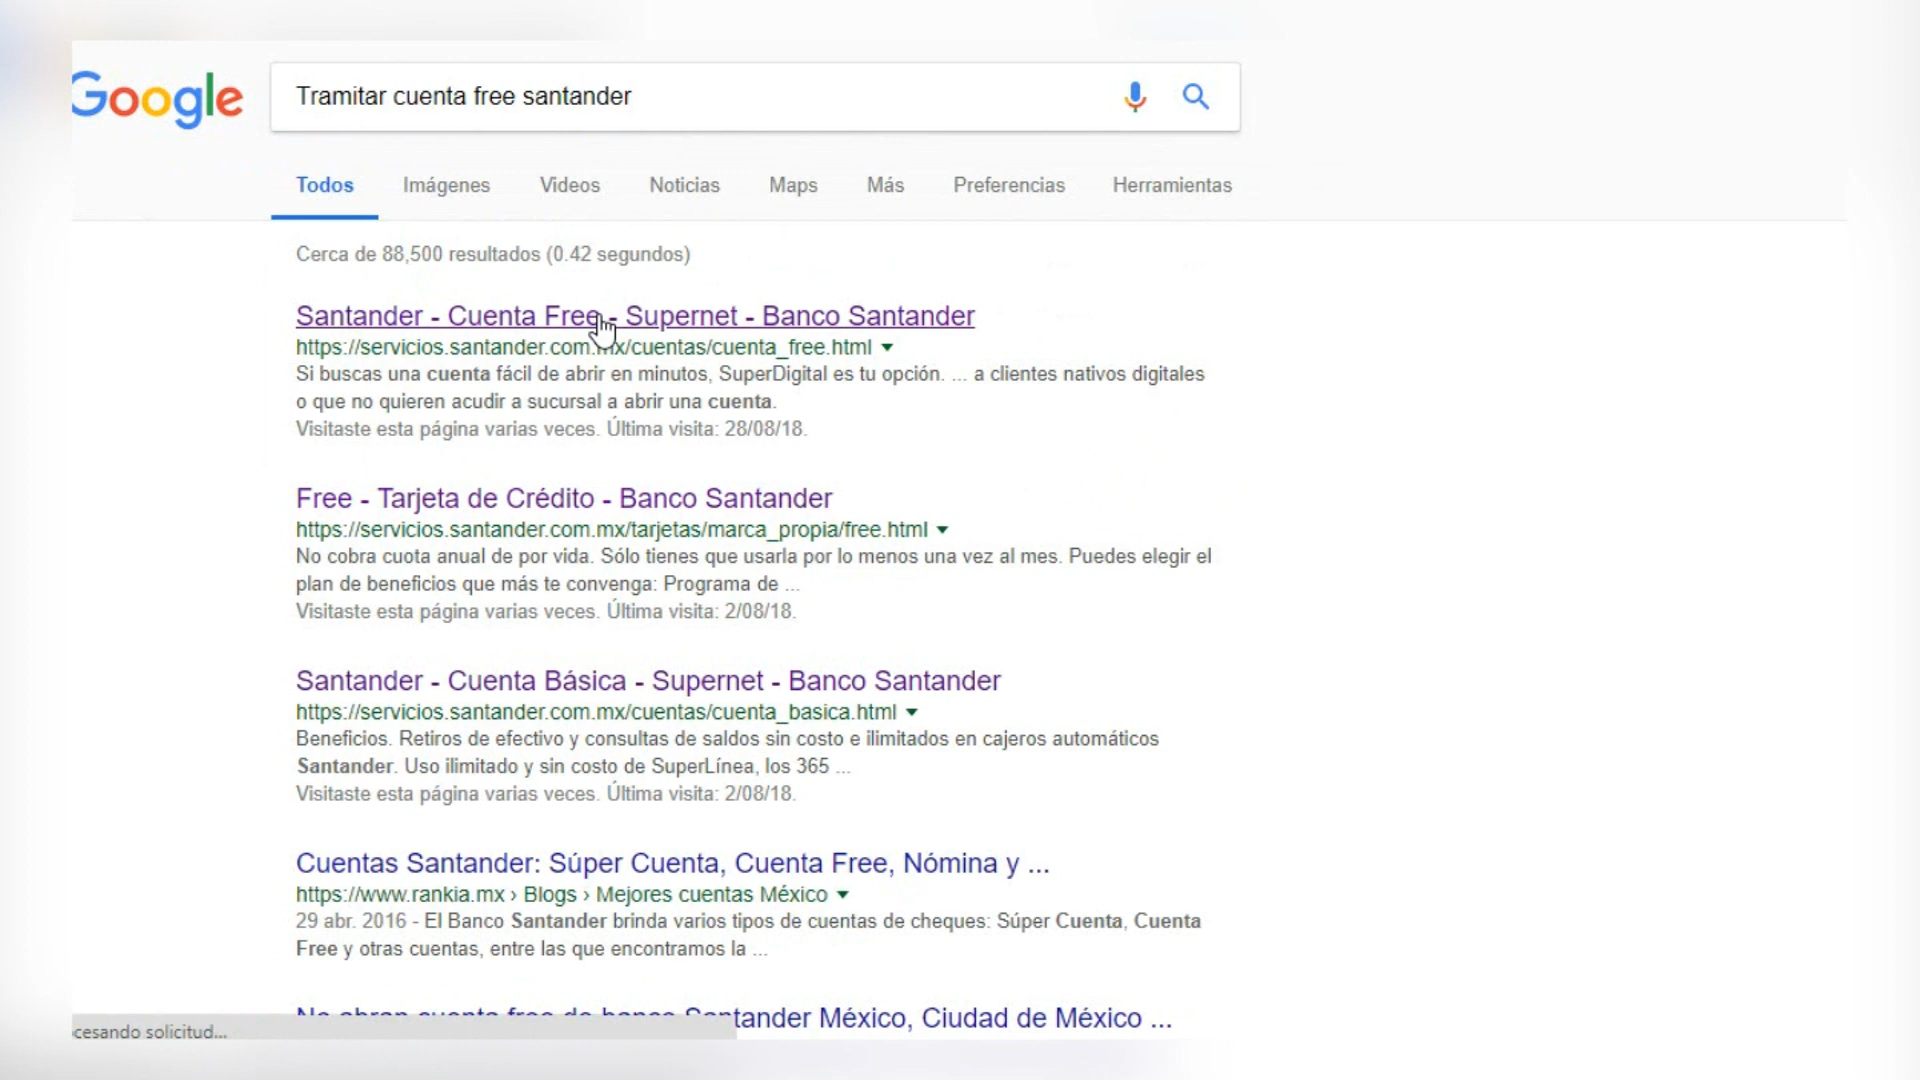 Google
Tramitar cuenta free santander
Todos Imágenes Videos Noticias Maps Más Preferencias Herramientas
Cerca de 88,500 resultados (0.42 segundos)
Santander - Cuenta Free - Supernet - Banco Santander
https://servicios.santander.com.mx/cuentas/cuenta_free.html
Si buscas una cuenta fácil de abrir en minutos, SuperDigital es tu opción. ... a clientes nativos digitales
o que no quieren acudir a sucursal a abrir una cuenta.
Visitaste esta página varias veces. Última visita: 28/08/18.
Free - Tarjeta de Crédito - Banco Santander
https://servicios.santander.com.mx/tarjetas/marca_propia/free.html
No cobra cuota anual de por vida. Sólo tienes que usarla por lo menos una vez al mes. Puedes elegir el
plan de beneficios que más te convenga: Programa de ...
Visitaste esta página varias veces. Última visita: 2/08/18.
Santander - Cuenta Básica - Supernet - Banco Santander
https://servicios.santander.com.mx/cuentas/cuenta_basica.html
Beneficios. Retiros de efectivo y consultas de saldos sin costo e ilimitados en cajeros automáticos
Santander. Uso ilimitado y sin costo de SuperLínea, los 365 ...
Visitaste esta página varias veces. Última visita: 2/08/18.
Cuentas Santander: Súper Cuenta, Cuenta Free, Nómina y ...
https://www.rankia.mx › Blogs › Mejores cuentas México
29 abr. 2016 - El Banco Santander brinda varios tipos de cuentas de cheques: Súper Cuenta, Cuenta
Free y otras cuentas, entre las que encontramos la ...
No abran cuenta free de banco Santander México, Ciudad de México ...
cesando solicitud...